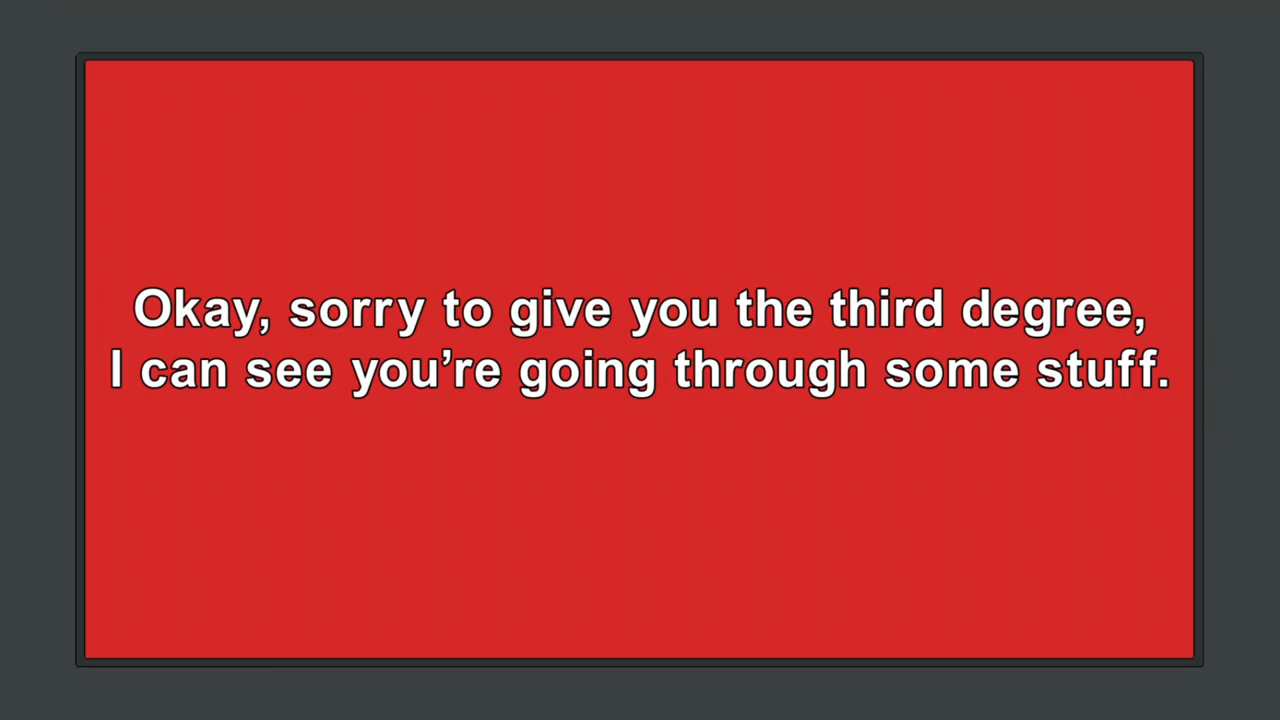 Okay, sorry to give you the third degree,
I can see you’re going through some stuff.